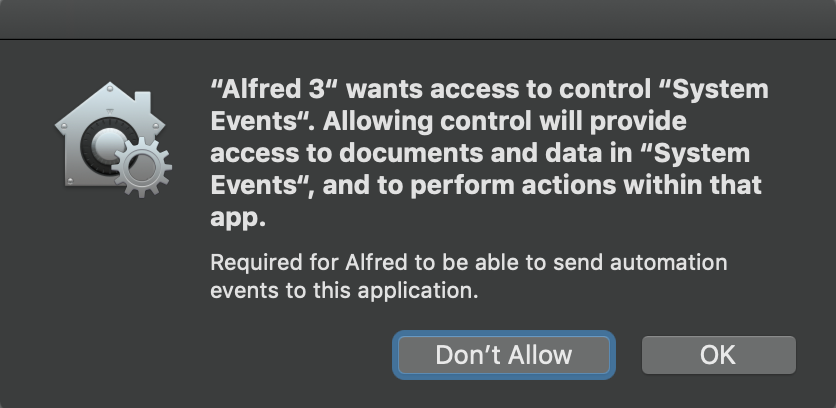 “Alfred 3“ wants access to control “System
Events“. Allowing control will provide
access to documents and data in “System
Events“, and to perform actions within that
app.
Required for Alfred to be able to send automation
events to this application.
Don’t Allow
OK